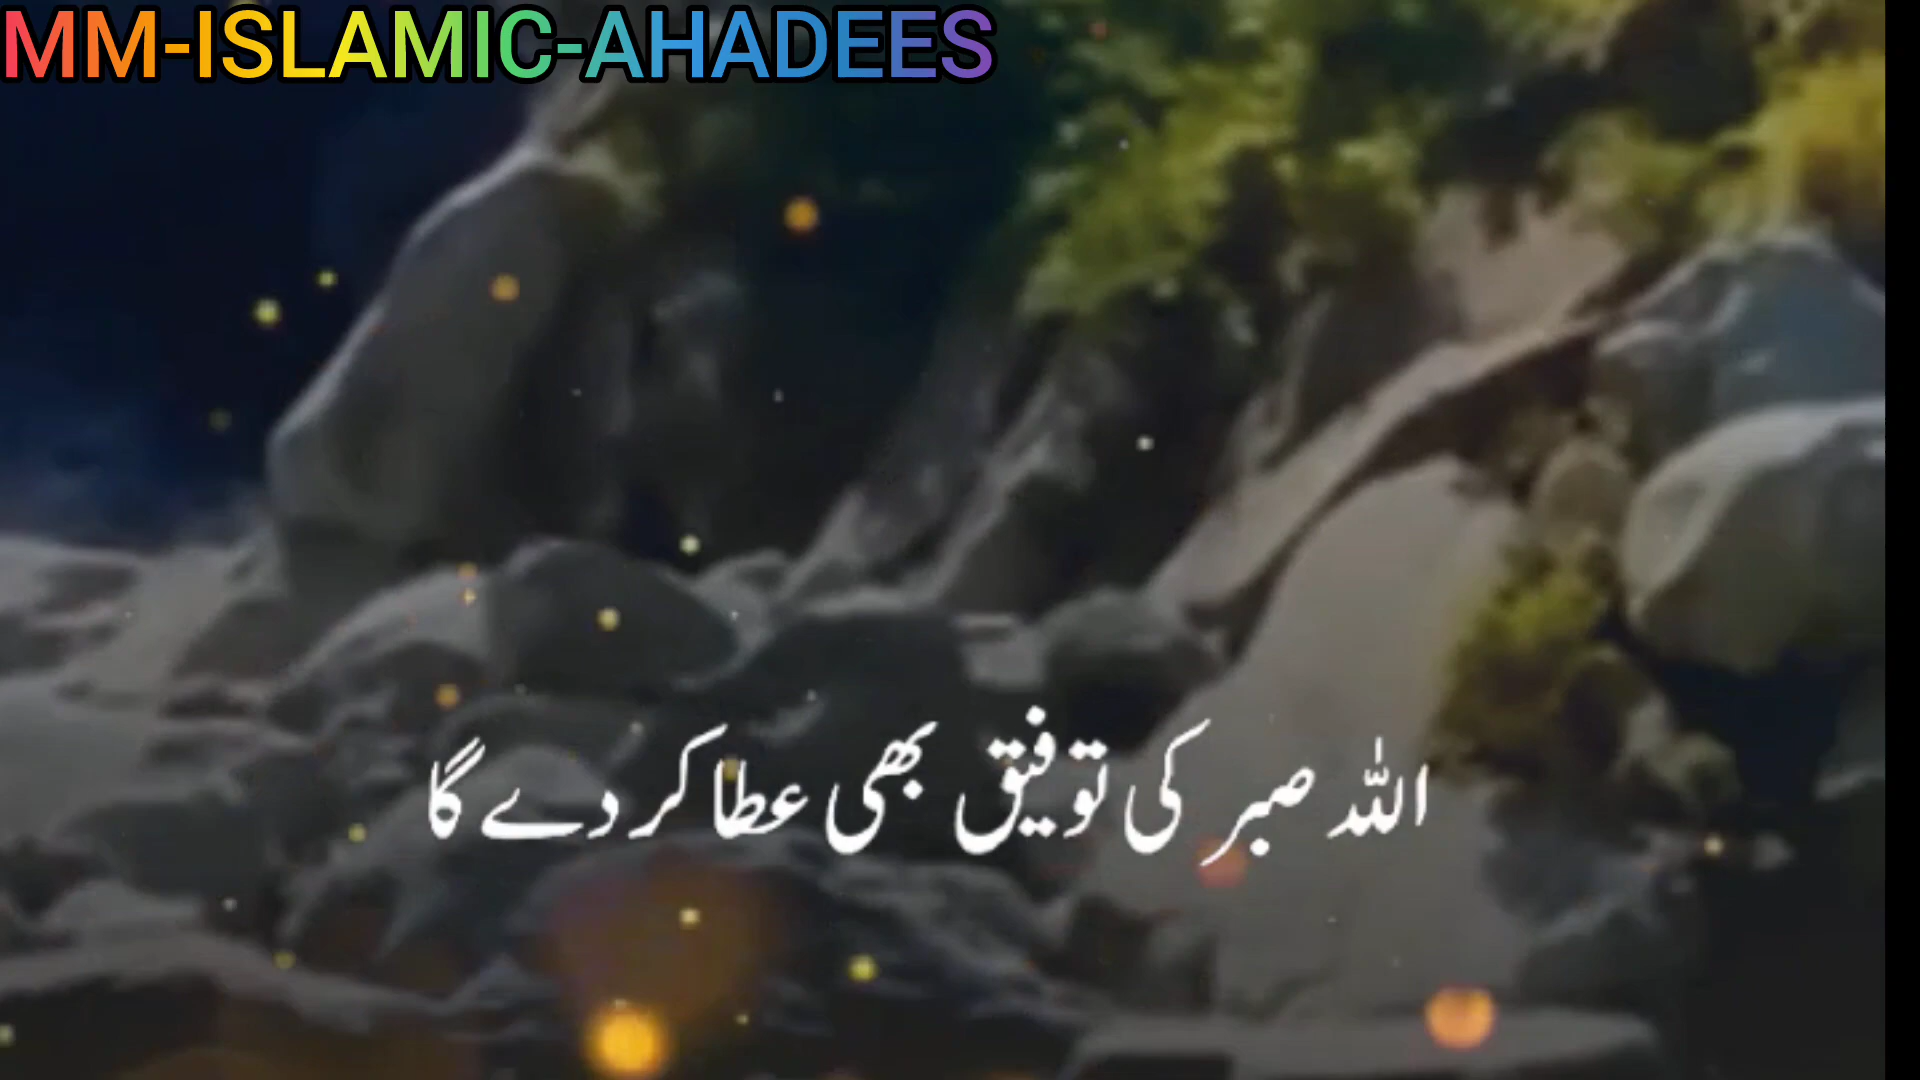 MM-ISLAMIC-AHADEES
اللہ صبر کی توفیق بھی عطا کر دے گا